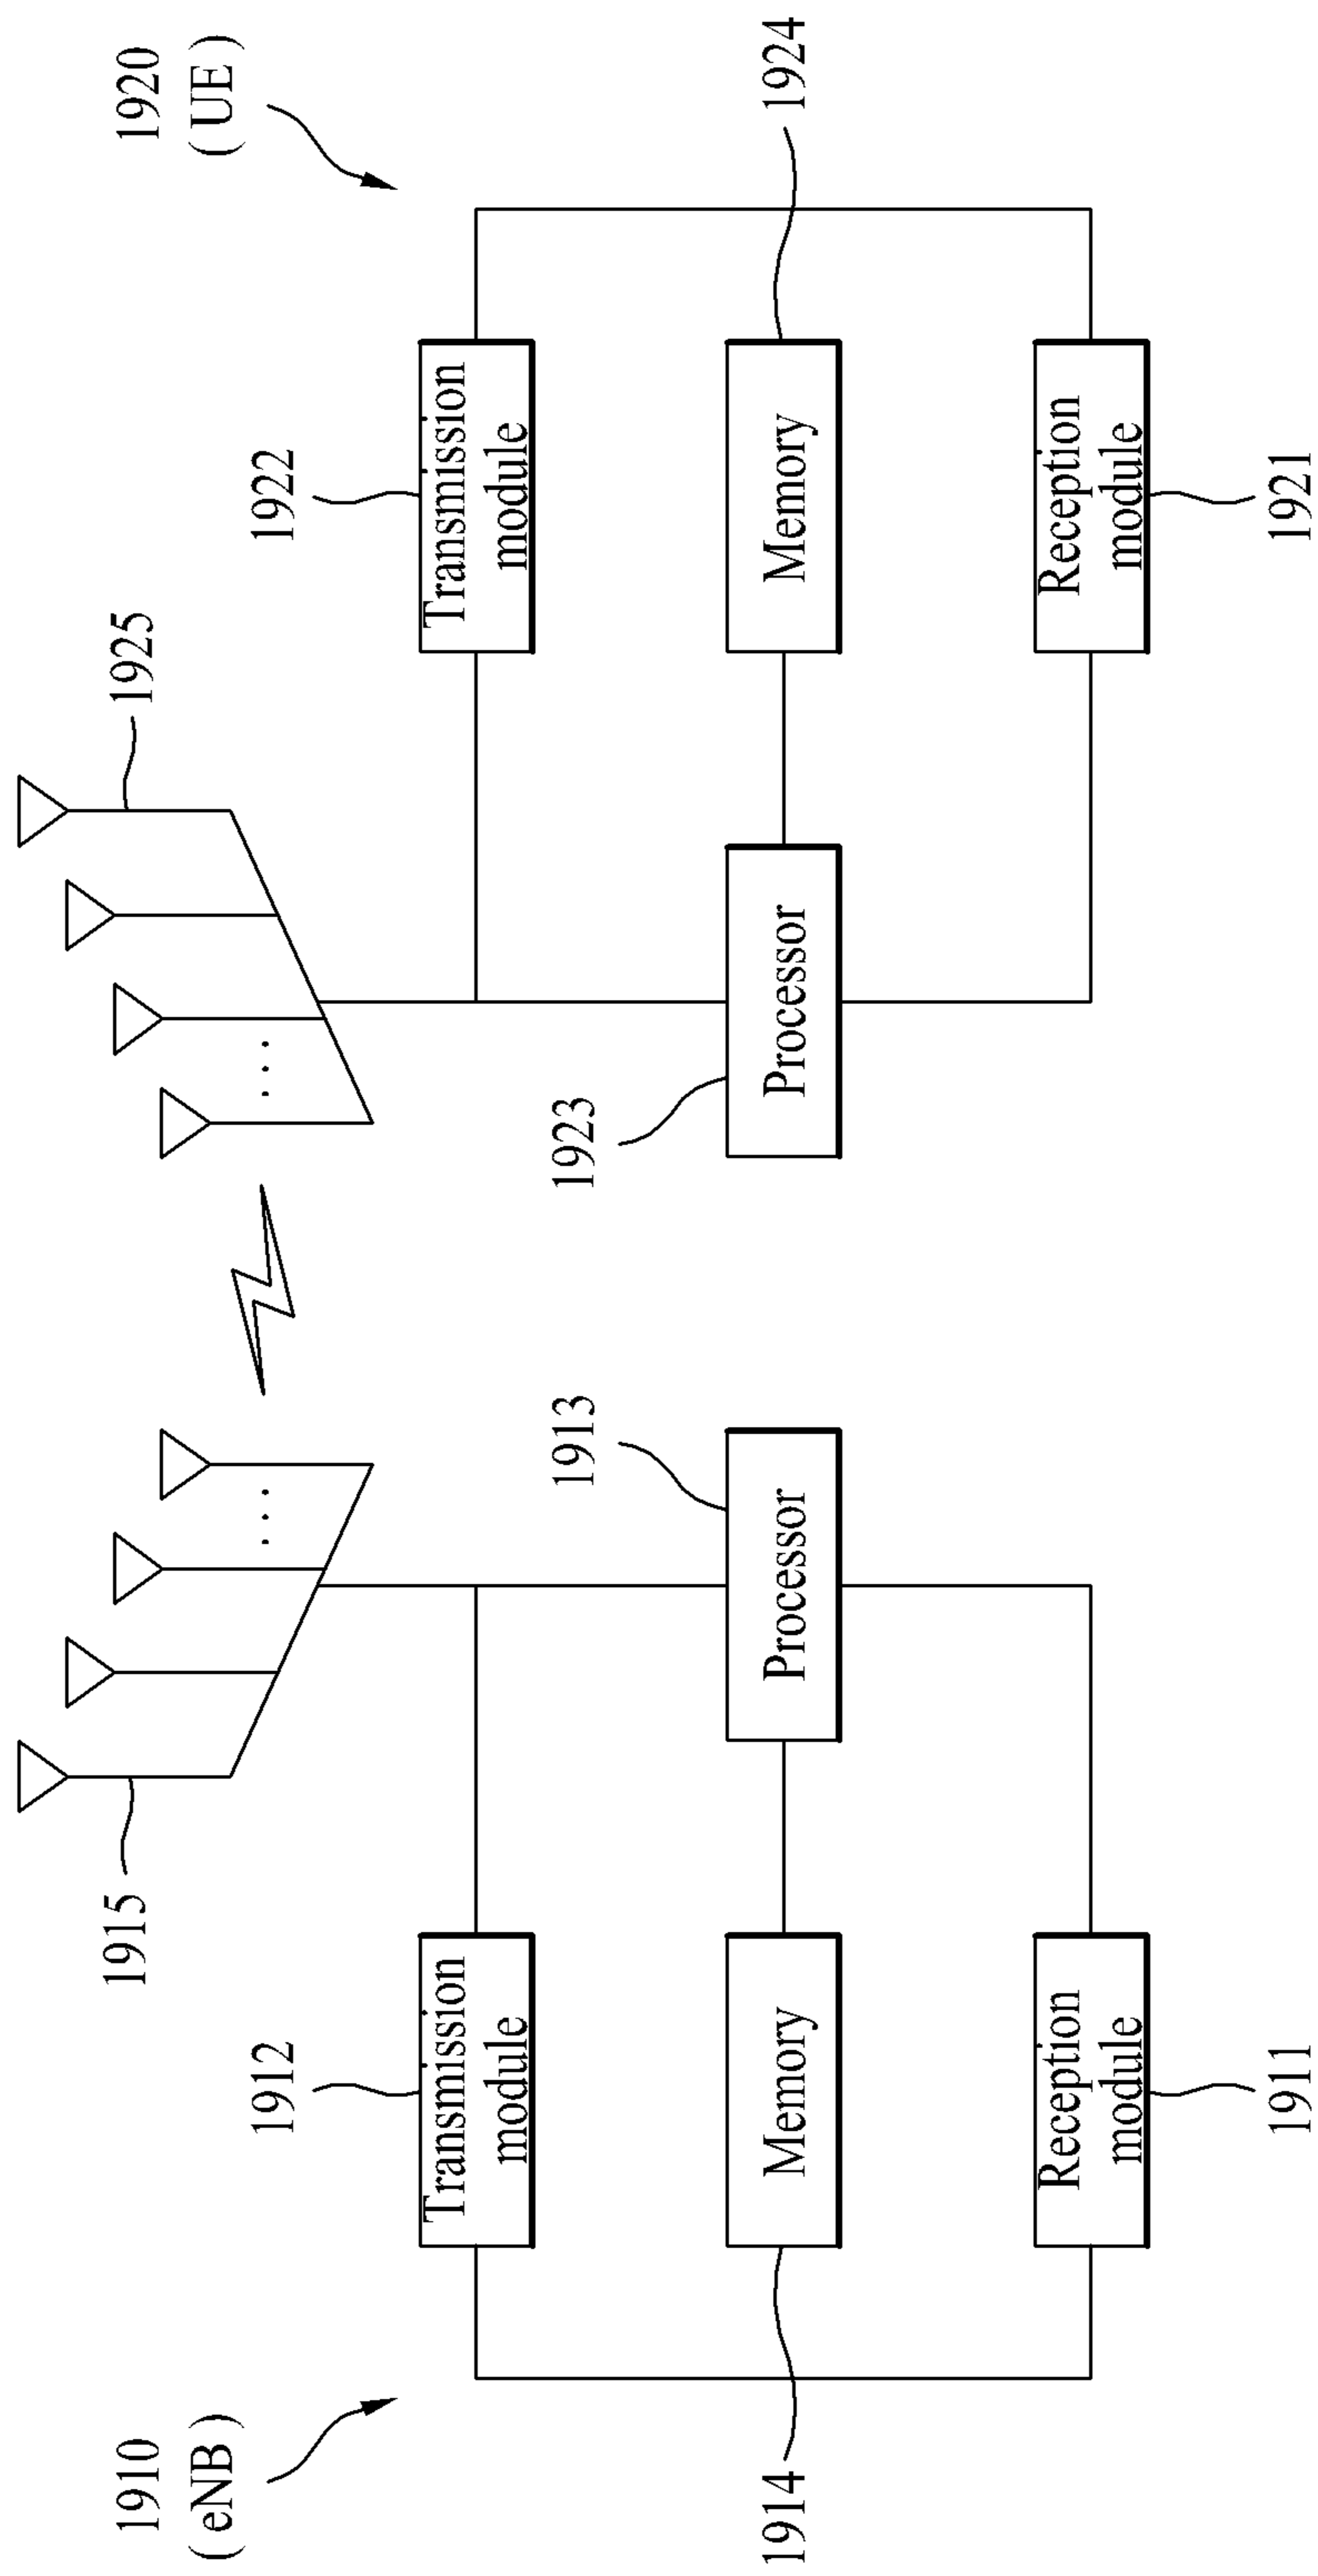 1910
( eNB )
1920
( UE )
1915
1925
1912
Transmission
module
1922
Transmission
module
1913
1923
Memory
Processor
Processor
Memory
1914
1924
Reception
module
Reception
module
1911
1921